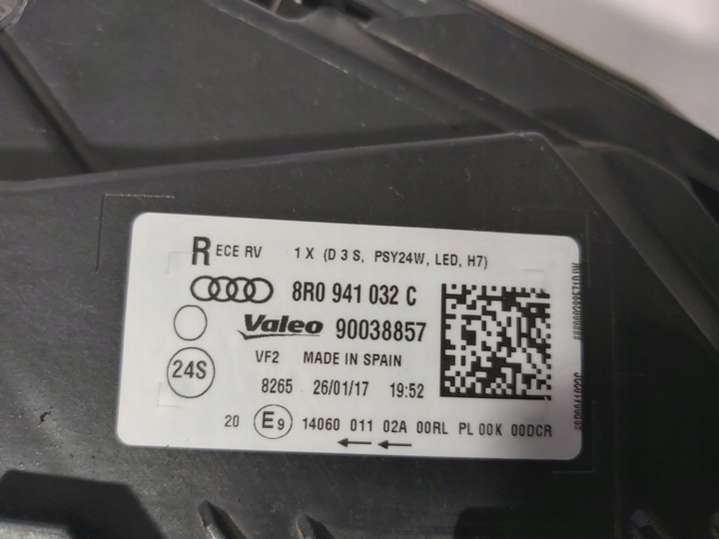 R ECE RV 1 X (D 3 S, PSY24W, LED, H7)
8R0 941 032 C
Valeo 90038857
VF2 MADE IN SPAIN
24S
8265 26/01/17 19:52
20 E9 14060 011 02A 00RL PL 00K 00DCR